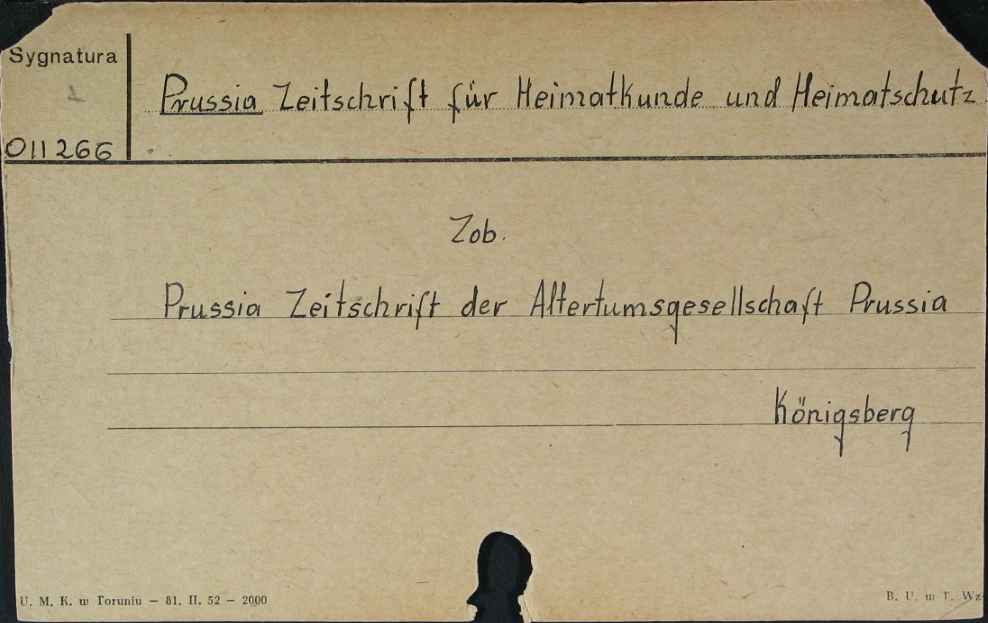 Sygnatura
Prussia Zeitschrift für Heimatkunde und Heimatschutz
011266
Zob.
Prussia Zeitschrift der Altertumsgesellschaft Prussia
Königsberg
U. M. K. w Toruniu — 81. II. 52 — 2000
B. U. w T. Wz